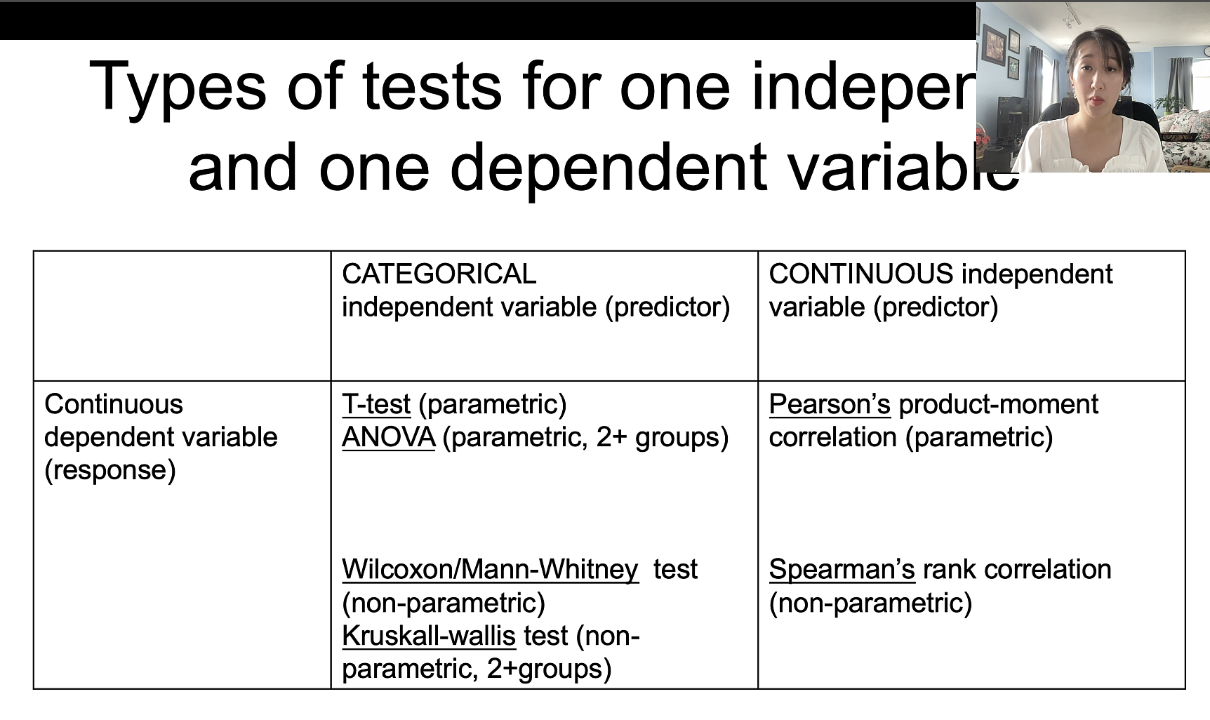 Types of tests for one indepen
and one dependent variable
CATEGORICAL
independent variable (predictor)
CONTINUOUS independent
variable (predictor)
Continuous
dependent variable
(response)
T-test (parametric)
ANOVA (parametric, 2+ groups)
Wilcoxon/Mann-Whitney test
(non-parametric)
Kruskall-wallis test (non-
parametric, 2+groups)
Pearson’s product-moment
correlation (parametric)
Spearman’s rank correlation
(non-parametric)